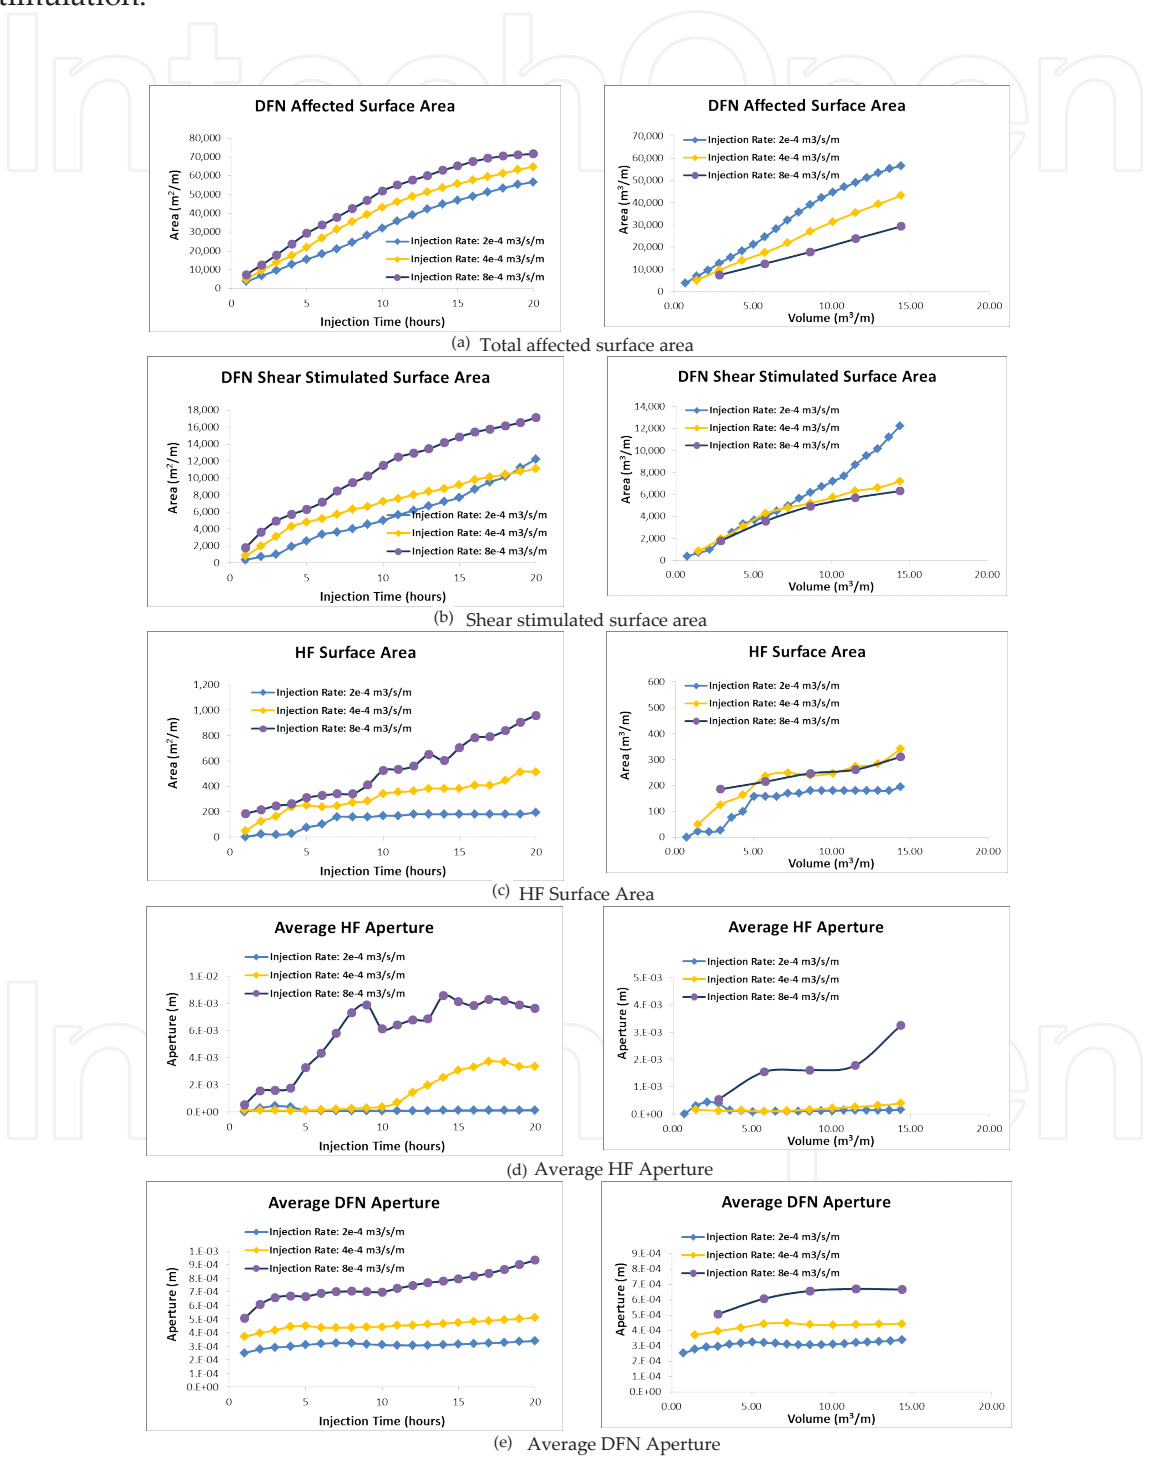 stimulation.
IntechOpen
DFN Affected Surface Area
80,000
70,000
60,000
50,000
40,000
30,000
20,000
10,000
0
Area (m2/m)
Injection Rate: 2e-4 m3/s/m
Injection Rate: 4e-4 m3/s/m
Injection Rate: 8e-4 m3/s/m
0 5 10 15 20
Injection Time (hours)
DFN Affected Surface Area
Injection Rate: 2e-4 m3/s/m
Injection Rate: 4e-4 m3/s/m
Injection Rate: 8e-4 m3/s/m
70,000
60,000
50,000
40,000
30,000
20,000
10,000
0
Area (m3/m)
0.00 5.00 10.00 15.00 20.00
Volume (m3/m)
(a) Total affected surface area
DFN Shear Stimulated Surface Area
18,000
16,000
14,000
12,000
10,000
8,000
6,000
4,000
2,000
0
Area (m2/m)
Injection Rate: 2e-4 m3/s/m
Injection Rate: 4e-4 m3/s/m
Injection Rate: 8e-4 m3/s/m
0 5 10 15 20
Injection Time (hours)
DFN Shear Stimulated Surface Area
Injection Rate: 2e-4 m3/s/m
Injection Rate: 4e-4 m3/s/m
Injection Rate: 8e-4 m3/s/m
14,000
12,000
10,000
8,000
6,000
4,000
2,000
0
Area (m3/m)
0.00 5.00 10.00 15.00 20.00
Volume (m3/m)
(b) Shear stimulated surface area
HF Surface Area
Injection Rate: 2e-4 m3/s/m
Injection Rate: 4e-4 m3/s/m
Injection Rate: 8e-4 m3/s/m
1,200
1,000
800
600
400
200
0
Area (m2/m)
0 5 10 15 20
Injection Time (hours)
HF Surface Area
Injection Rate: 2e-4 m3/s/m
Injection Rate: 4e-4 m3/s/m
Injection Rate: 8e-4 m3/s/m
600
500
400
300
200
100
0
Area (m3/m)
0.00 5.00 10.00 15.00 20.00
Volume (m3/m)
(c) HF Surface Area
Average HF Aperture
Injection Rate: 2e-4 m3/s/m
Injection Rate: 4e-4 m3/s/m
Injection Rate: 8e-4 m3/s/m
1.E-02
8.E-03
6.E-03
4.E-03
2.E-03
0.E+00
Aperture (m)
0 5 10 15 20
Injection Time (hours)
Average HF Aperture
Injection Rate: 2e-4 m3/s/m
Injection Rate: 4e-4 m3/s/m
Injection Rate: 8e-4 m3/s/m
5.E-03
4.E-03
3.E-03
2.E-03
1.E-03
0.E+00
Aperture (m)
0.00 5.00 10.00 15.00 20.00
Volume (m3/m)
(d) Average HF Aperture
Average DFN Aperture
Injection Rate: 2e-4 m3/s/m
Injection Rate: 4e-4 m3/s/m
Injection Rate: 8e-4 m3/s/m
1.E-03
9.E-04
8.E-04
7.E-04
6.E-04
5.E-04
4.E-04
3.E-04
2.E-04
1.E-04
0.E+00
Aperture (m)
0 5 10 15 20
Injection Time (hours)
Average DFN Aperture
Injection Rate: 2e-4 m3/s/m
Injection Rate: 4e-4 m3/s/m
Injection Rate: 8e-4 m3/s/m
9.E-04
8.E-04
7.E-04
6.E-04
5.E-04
4.E-04
3.E-04
2.E-04
1.E-04
0.E+00
Aperture (m)
0.00 5.00 10.00 15.00 20.00
Volume (m3/m)
(e) Average DFN Aperture